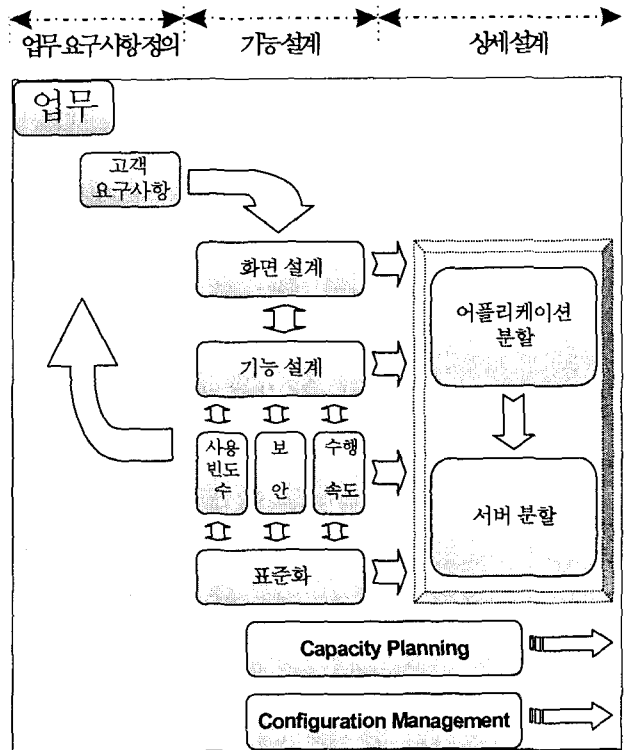 업무 요구사항 정의 기능 설계 상세 설계
업무
고객
요구사항
화면 설계
기능 설계
사용
빈도
수
보
안
수행
속도
표준화
어플리케이션
분할
서버 분할
Capacity Planning
Configuration Management